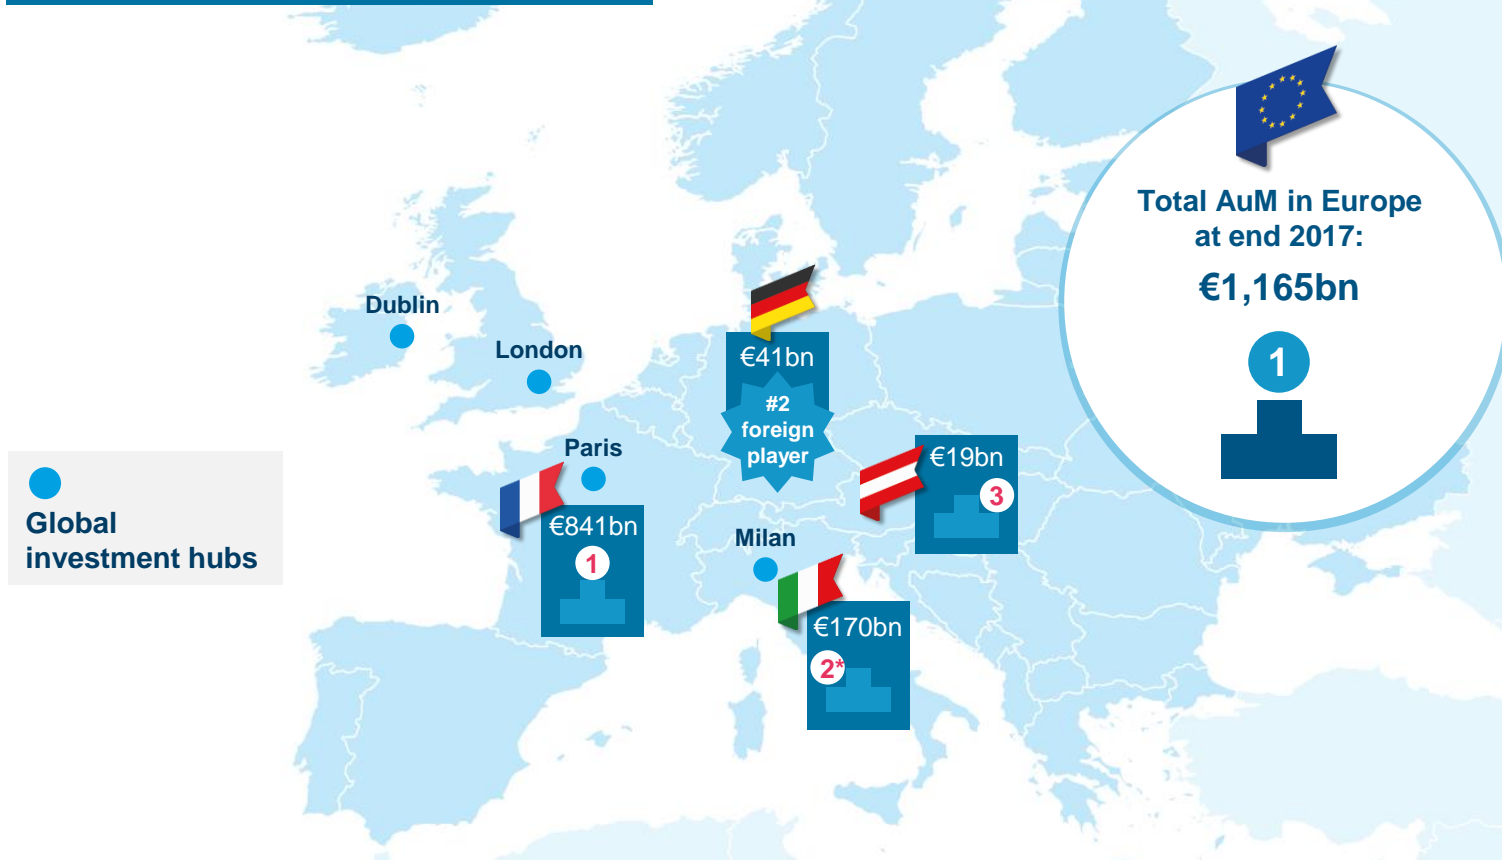 Total AuM in Europe
at end 2017:
€1,165bn
1
Dublin
London
€41bn
#2
foreign
player
Paris
€841bn
1
€19bn
3
Milan
€170bn
2*
Global
investment hubs